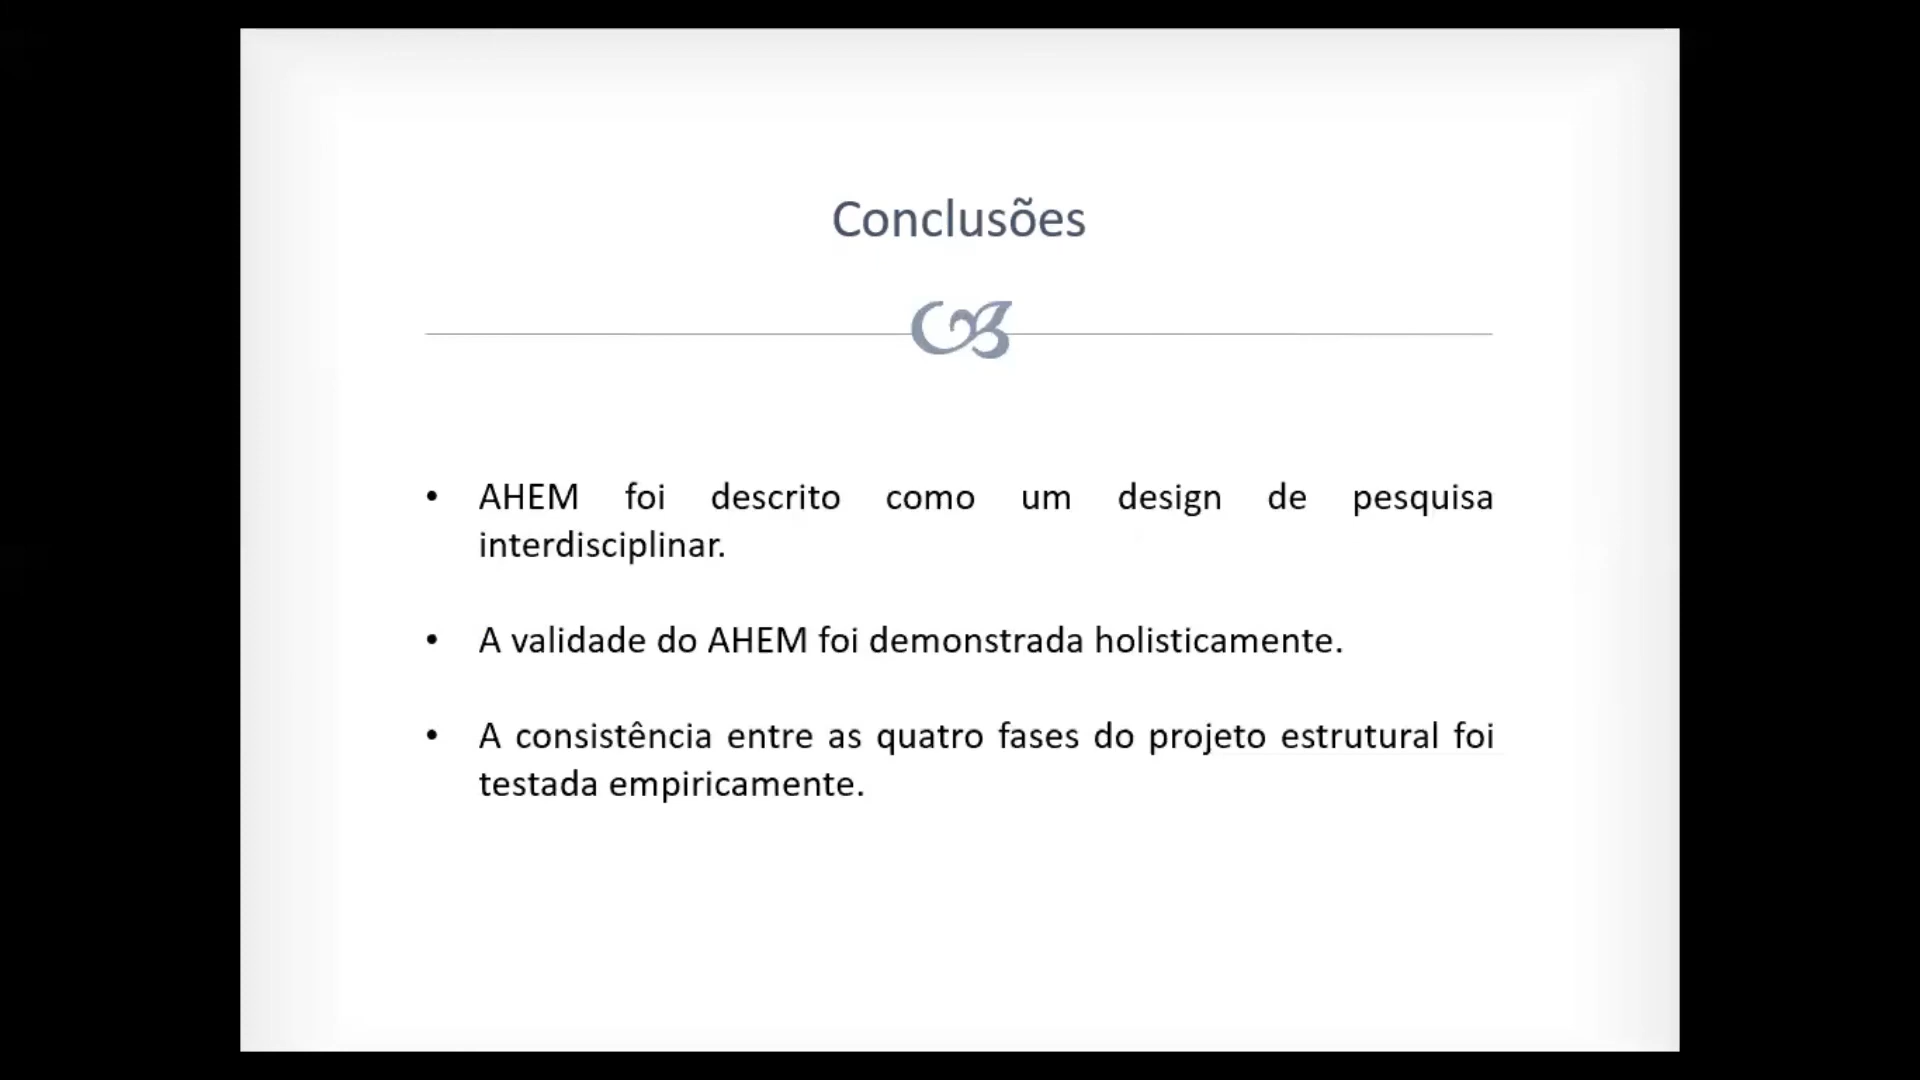 Conclusões
• AHEM foi descrito como um design de pesquisa
interdisciplinar.
• A validade do AHEM foi demonstrada holisticamente.
• A consistência entre as quatro fases do projeto estrutural foi
testada empiricamente.